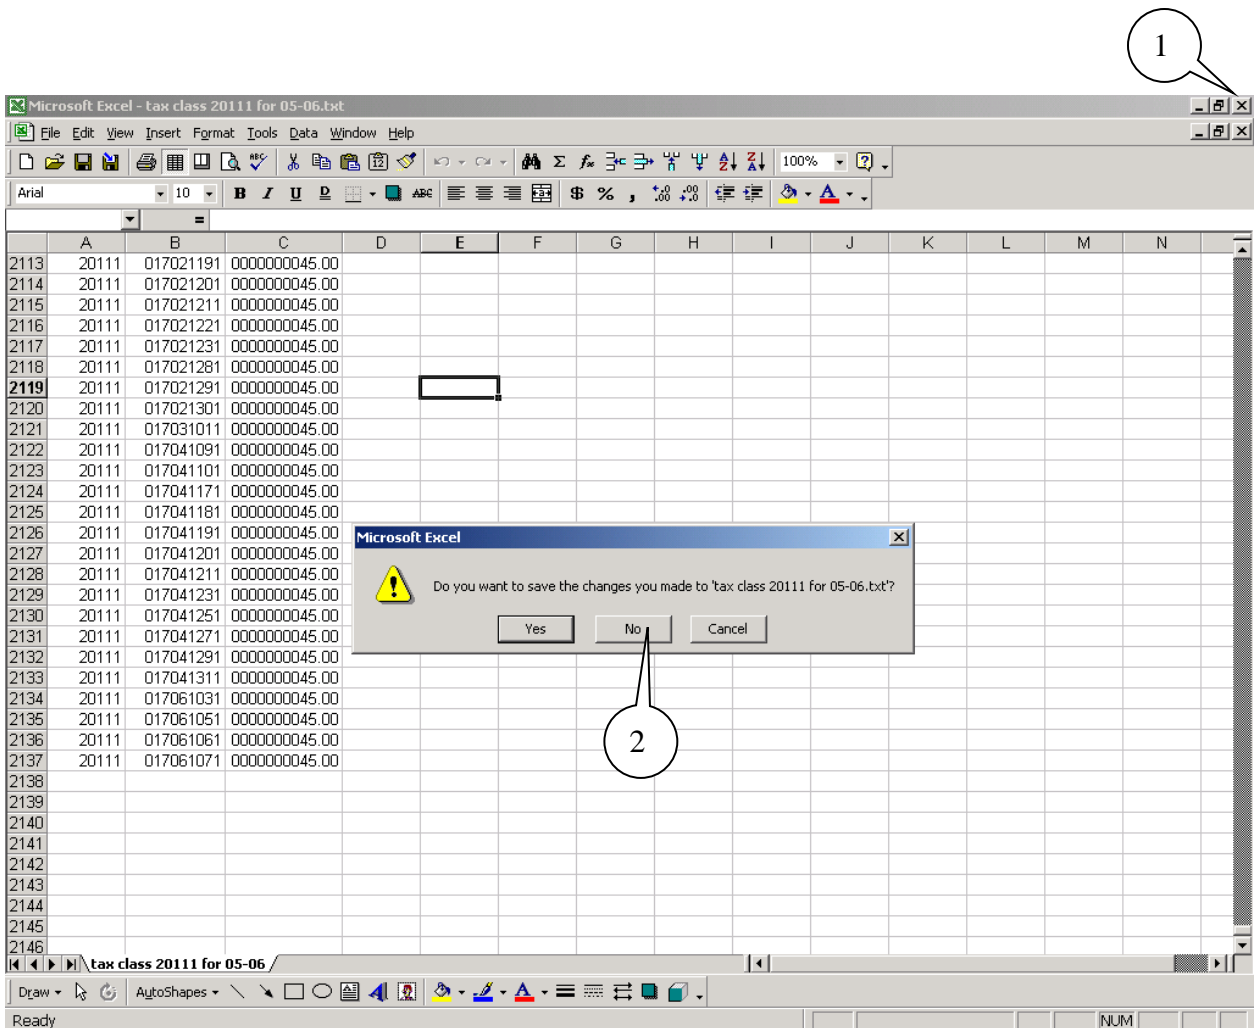 1
Microsoft Excel - tax class 20111 for 05-06.txt
File Edit View Insert Format Tools Data Window Help
100%
Arial 10 B I U D ABC $ % ,
=
A B C D E F G H I J K L M N
2113 20111 017021191 0000000045.00
2114 20111 017021201 0000000045.00
2115 20111 017021211 0000000045.00
2116 20111 017021221 0000000045.00
2117 20111 017021231 0000000045.00
2118 20111 017021281 0000000045.00
2119 20111 017021291 0000000045.00
2120 20111 017021301 0000000045.00
2121 20111 017031011 0000000045.00
2122 20111 017041091 0000000045.00
2123 20111 017041101 0000000045.00
2124 20111 017041171 0000000045.00
2125 20111 017041181 0000000045.00
2126 20111 017041191 0000000045.00
2127 20111 017041201 0000000045.00
2128 20111 017041211 0000000045.00
2129 20111 017041231 0000000045.00
2130 20111 017041251 0000000045.00
2131 20111 017041271 0000000045.00
2132 20111 017041291 0000000045.00
2133 20111 017041311 0000000045.00
2134 20111 017061031 0000000045.00
2135 20111 017061051 0000000045.00
2136 20111 017061061 0000000045.00
2137 20111 017061071 0000000045.00
2138
2139
2140
2141
2142
2143
2144
2145
2146
Microsoft Excel
Do you want to save the changes you made to 'tax class 20111 for 05-06.txt'?
Yes No Cancel
2
tax class 20111 for 05-06
Draw AutoShapes
Ready NUM